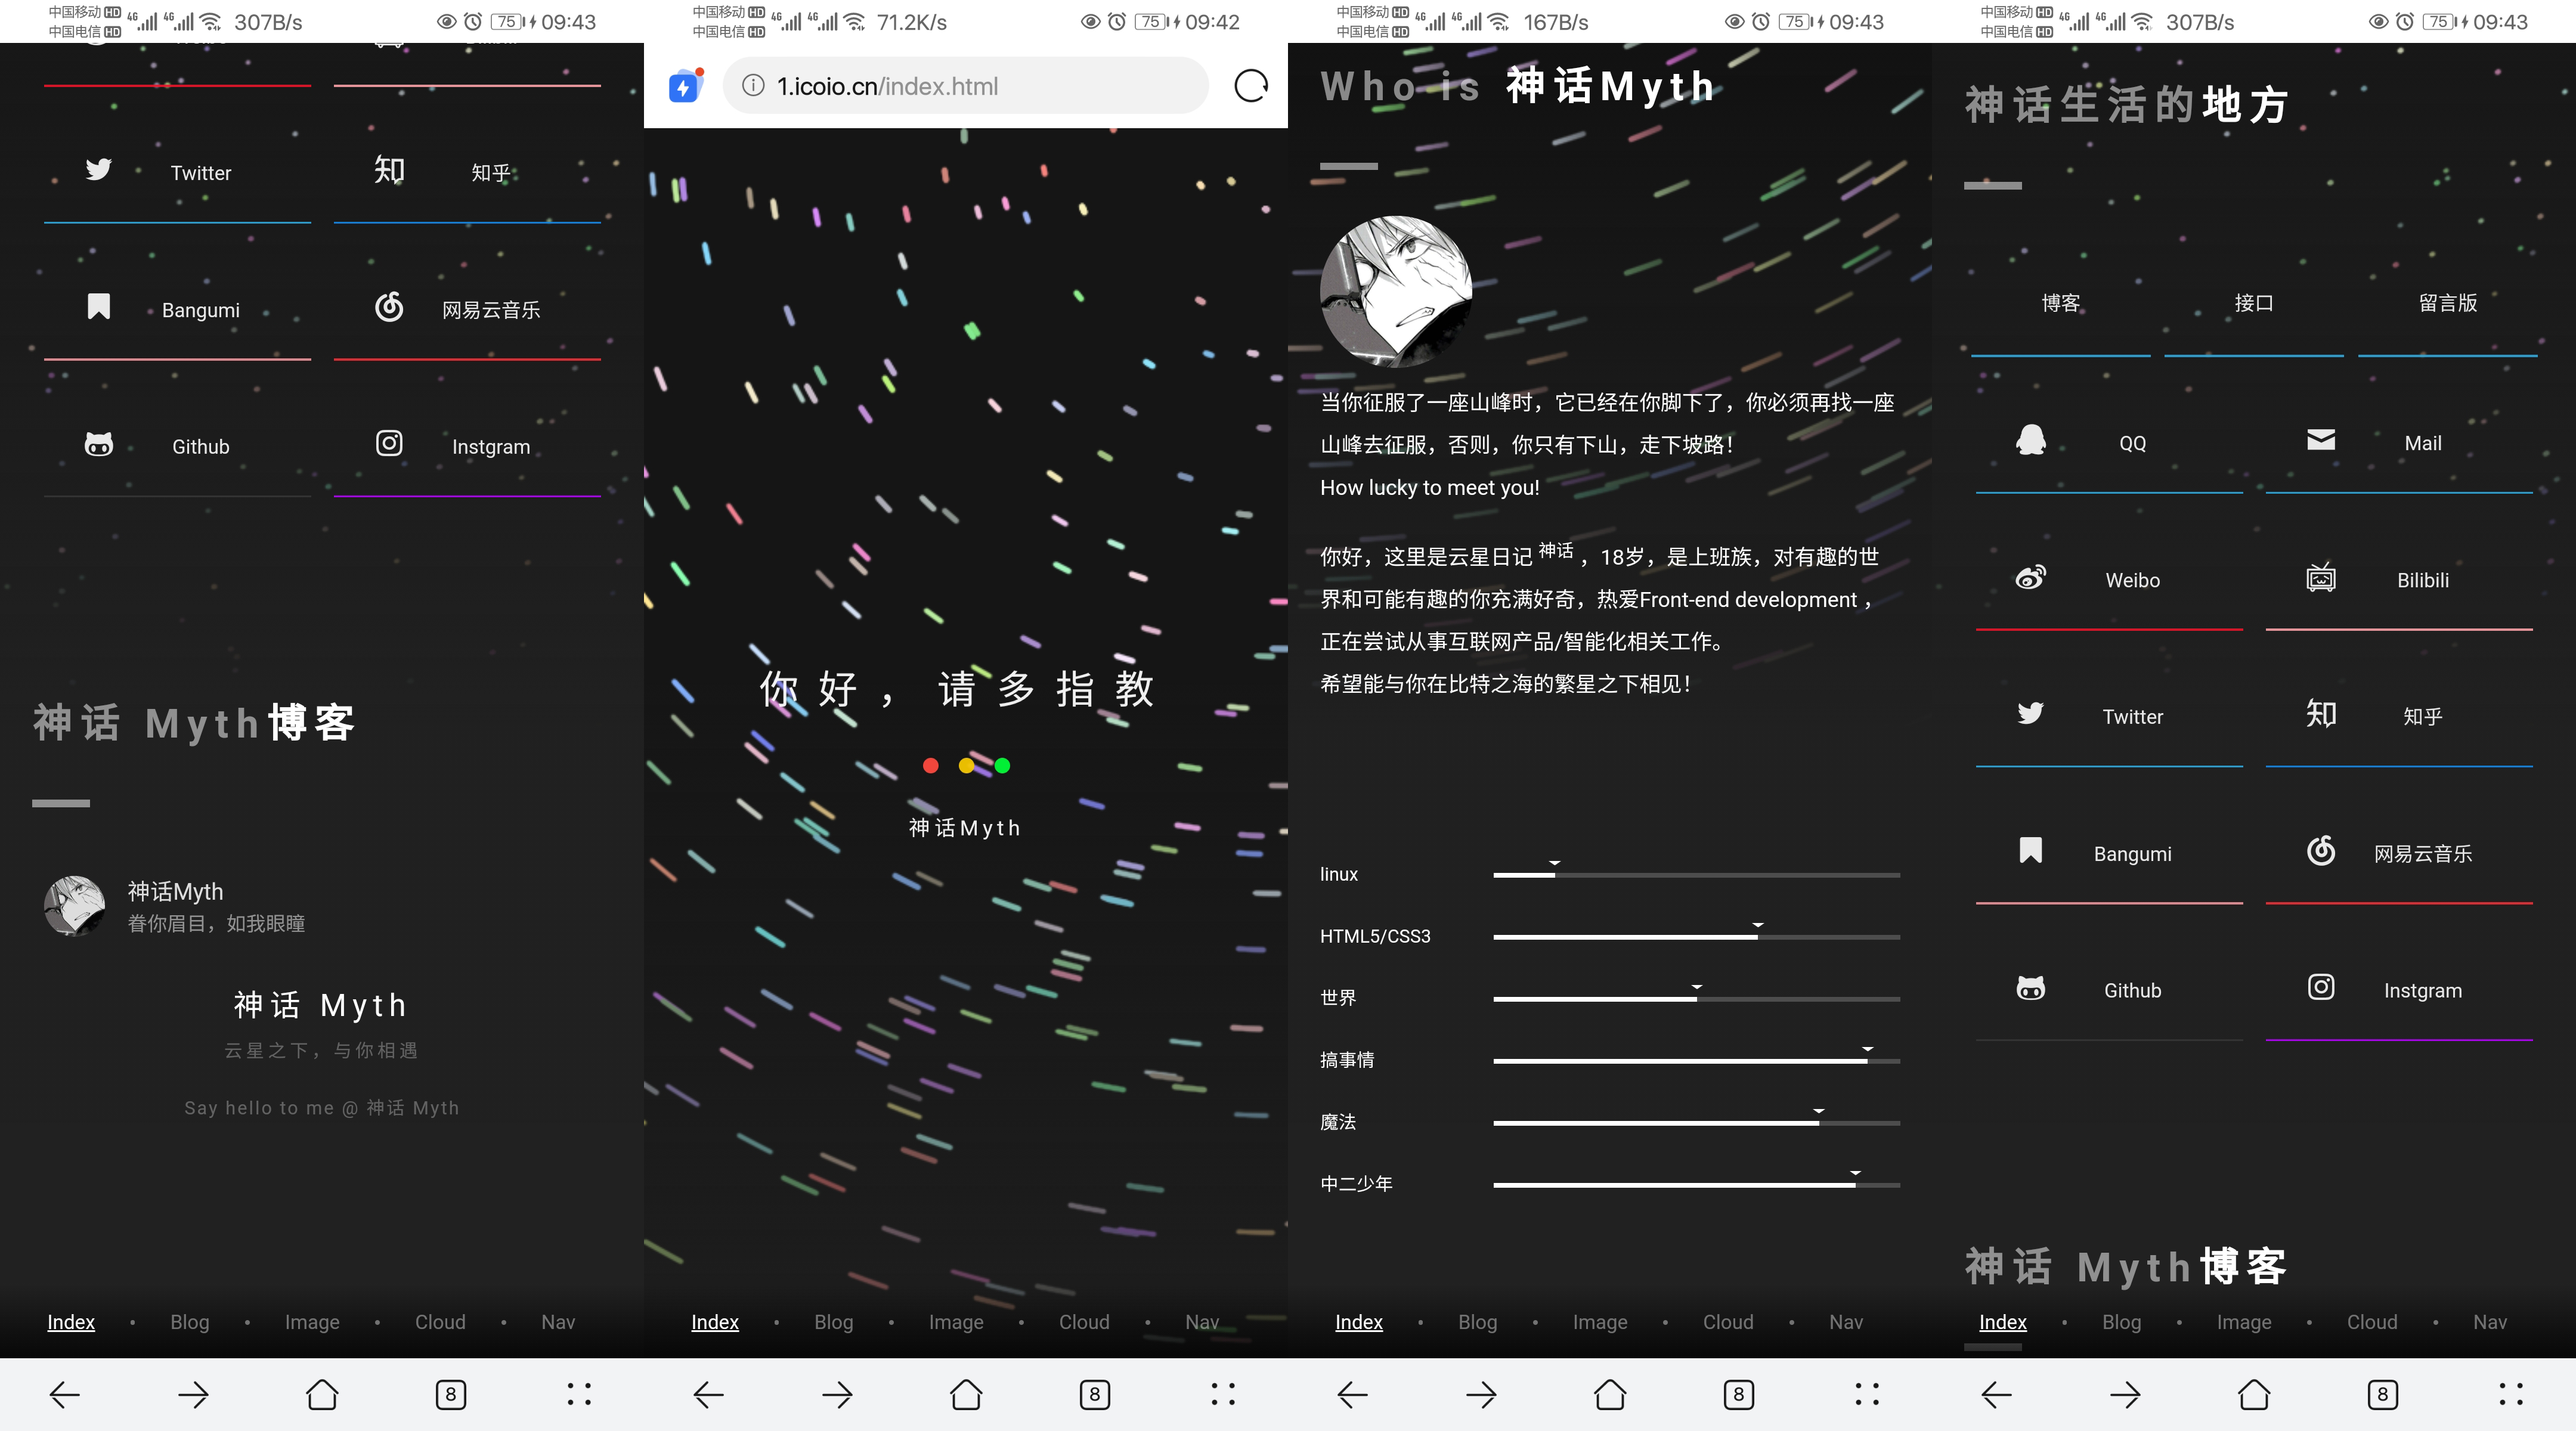 中国移动 HD 4G 4G 307B/s 75 09:43
中国电信 HD
Twitter 知 知乎
Bangumi 网易云音乐
Github Instgram
神话 Myth博客
神话Myth
眷你眉目，如我眼瞳
神话 Myth
云星之下，与你相遇
Say hello to me @ 神话 Myth
Index • Blog • Image • Cloud • Nav
8
中国移动 HD 4G 4G 71.2K/s 75 09:42
中国电信 HD
1.icoio.cn/index.html
你好，请多指教
神话Myth
Index • Blog • Image • Cloud • Nav
8
中国移动 HD 4G 4G 167B/s 75 09:43
中国电信 HD
Who is 神话Myth
当你征服了一座山峰时，它已经在你脚下了，你必须再找一座
山峰去征服，否则，你只有下山，走下坡路！
How lucky to meet you!
你好，这里是云星日记 神话 ，18岁，是上班族，对有趣的世
界和可能有趣的你充满好奇，热爱Front-end development ，
正在尝试从事互联网产品/智能化相关工作。
希望能与你在比特之海的繁星之下相见！
linux
HTML5/CSS3
世界
搞事情
魔法
中二少年
Index • Blog • Image • Cloud • Nav
8
中国移动 HD 4G 4G 307B/s 75 09:43
中国电信 HD
神话生活的地方
博客 接口 留言版
QQ Mail
Weibo Bilibili
Twitter 知 知乎
Bangumi 网易云音乐
Github Instgram
神话 Myth博客
Index • Blog • Image • Cloud • Nav
8